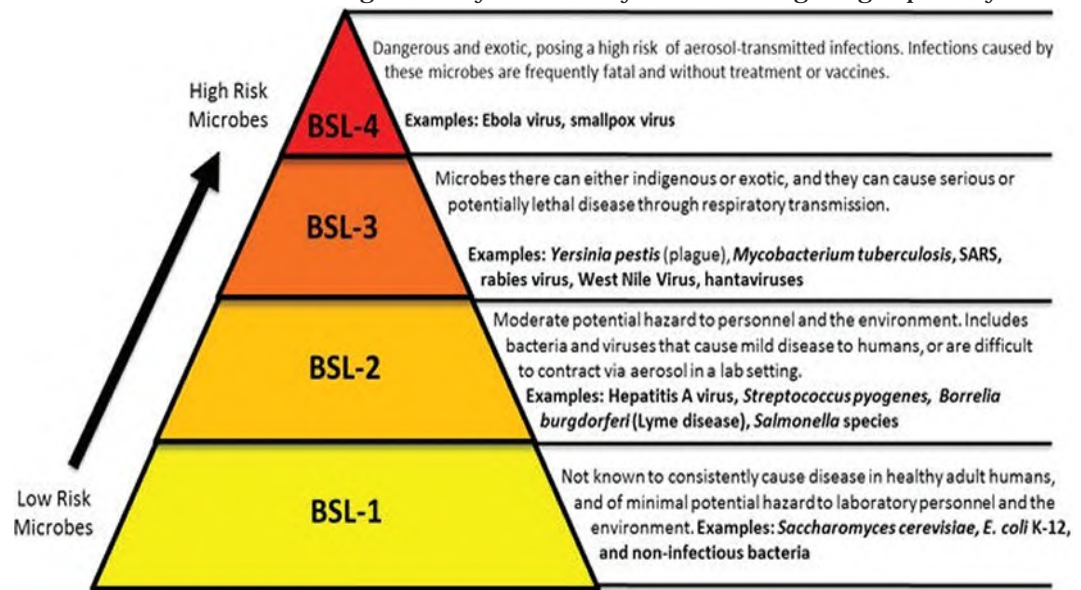 Dangerous and exotic, posing a high risk of aerosol-transmitted infections. Infections caused by
these microbes are frequently fatal and without treatment or vaccines.
High Risk
Microbes
BSL-4
Examples: Ebola virus, smallpox virus
Microbes there can either indigenous or exotic, and they can cause serious or
potentially lethal disease through respiratory transmission.
BSL-3
Examples: Yersinia pestis (plague), Mycobacterium tuberculosis, SARS,
rabies virus, West Nile Virus, hantaviruses
Moderate potential hazard to personnel and the environment. Includes
bacteria and viruses that cause mild disease to humans, or are difficult
to contract via aerosol in a lab setting.
BSL-2
Examples: Hepatitis A virus, Streptococcus pyogenes, Borrelia
burgdorferi (Lyme disease), Salmonella species
Not known to consistently cause disease in healthy adult humans,
and of minimal potential hazard to laboratory personnel and the
environment. Examples: Saccharomyces cerevisiae, E. coli K-12,
and non-infectious bacteria
BSL-1
Low Risk
Microbes